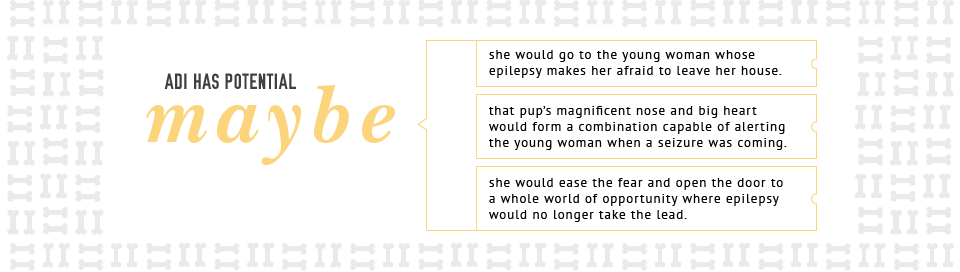 ADI HAS POTENTIAL
maybe
she would go to the young woman whose
epilepsy makes her afraid to leave her house.
that pup's magnificent nose and big heart
would form a combination capable of alerting
the young woman when a seizure was coming.
she would ease the fear and open the door to
a whole world of opportunity where epilepsy
would no longer take the lead.